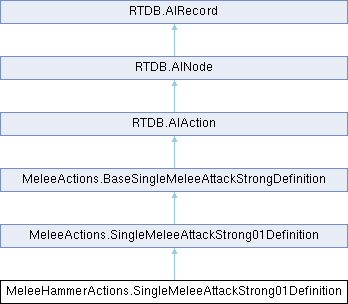 RTDB.AIRecord
RTDB.AINode
RTDB.AIAction
MeleeActions.BaseSingleMeleeAttackStrongDefinition
MeleeActions.SingleMeleeAttackStrong01Definition
MeleeHammerActions.SingleMeleeAttackStrong01Definition